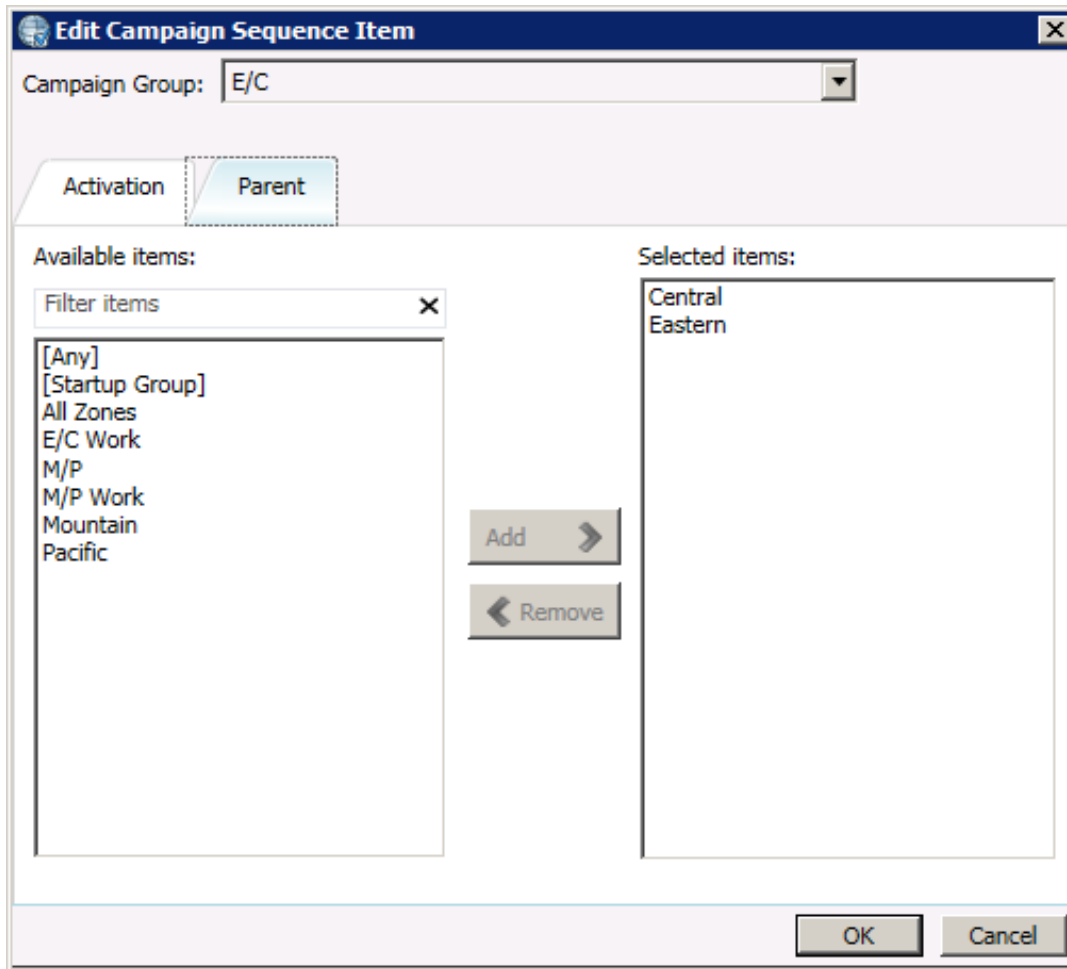 Edit Campaign Sequence Item
Campaign Group: E/C
Activation Parent
Available items:
Filter items
[Any]
[Startup Group]
All Zones
E/C Work
M/P
M/P Work
Mountain
Pacific
Add
Remove
Selected items:
Central
Eastern
OK Cancel